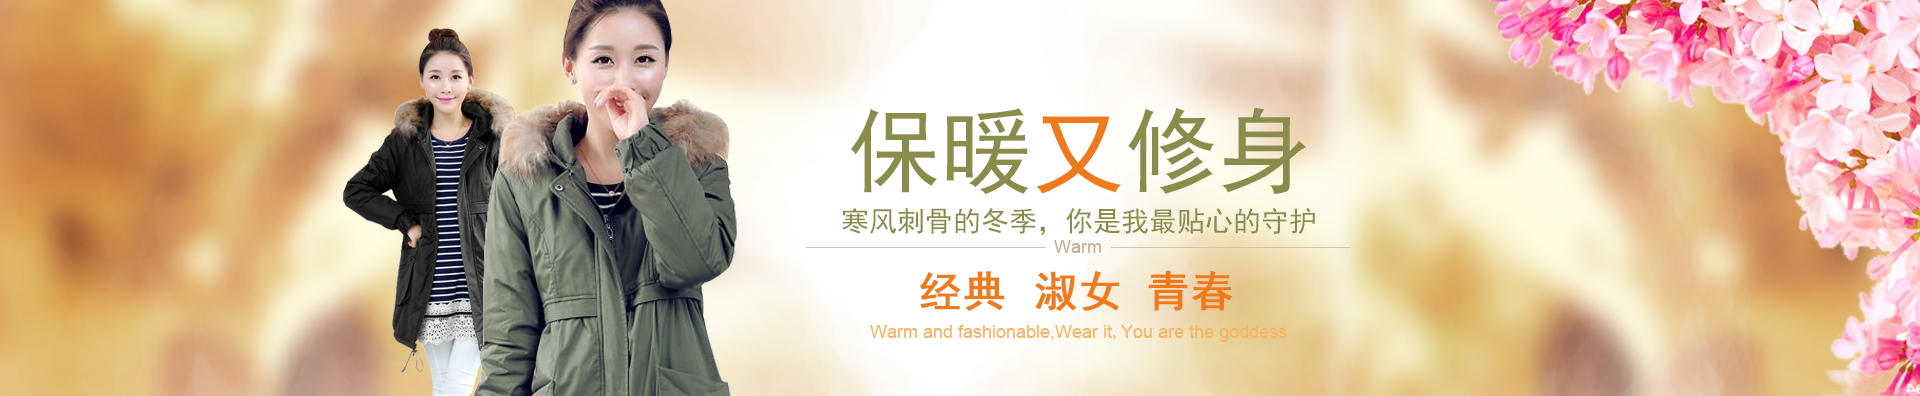 保暖又修身
寒风刺骨的冬季，你是我最贴心的守护
Warm
经典 淑女 青春
Warm and fashionable,Wear it, You are the goddess